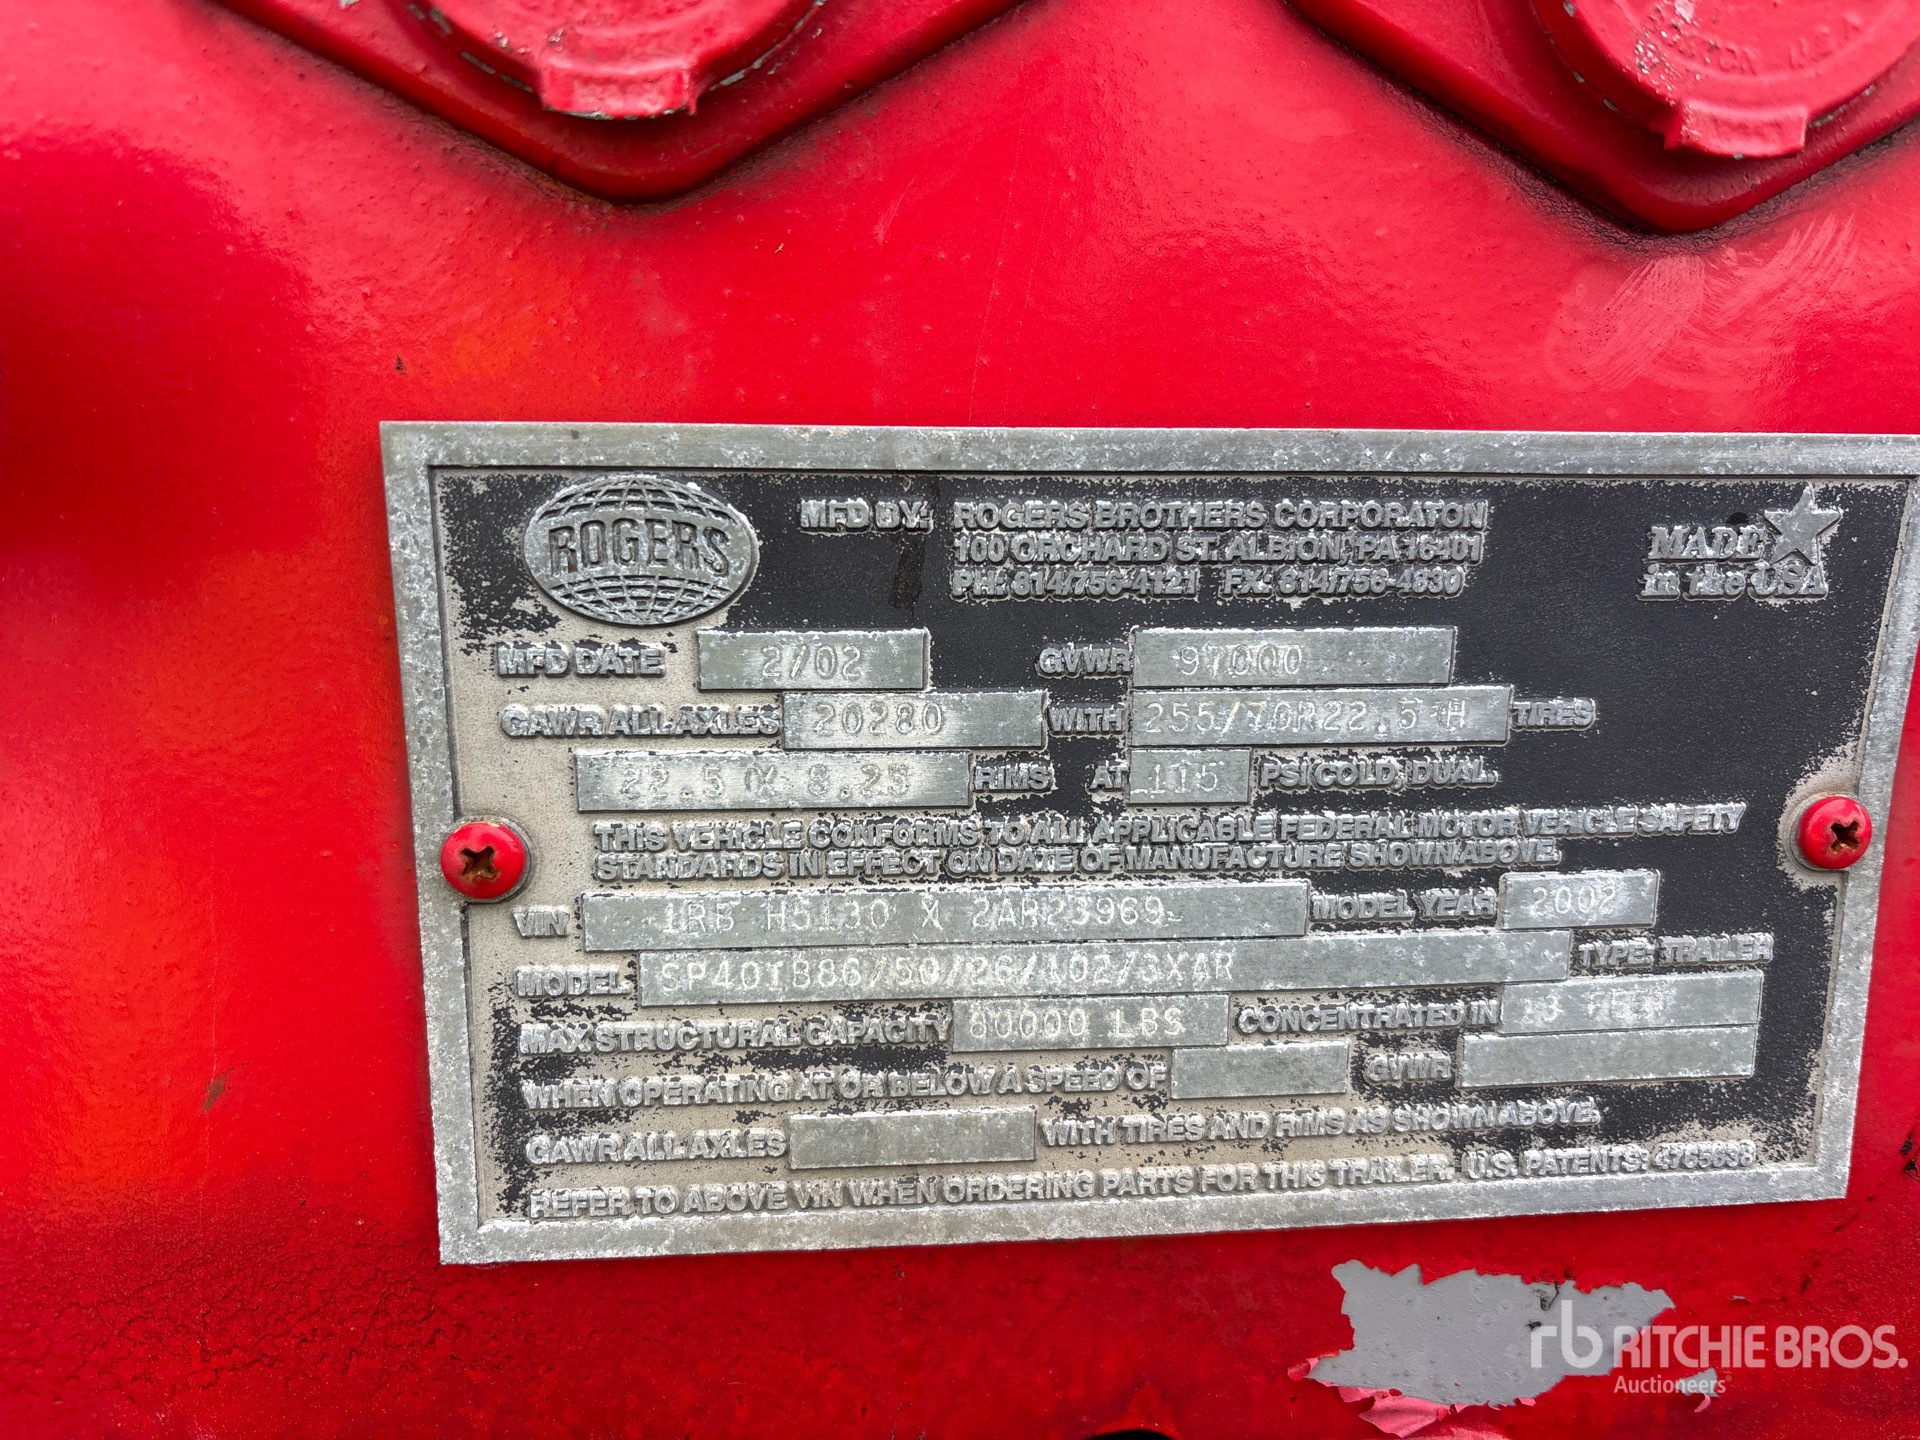 U.S.A.
ROGERS
MFD BY: ROGERS BROTHERS CORPORATON
100 ORCHARD ST. ALBION, PA 16401
PH: 814/756-4121 FX: 814/756-4830
MADE
in the USA
MFD DATE 2/02 GVWR 97000
GAWR ALL AXLES 20280 WITH 255/70R22.5 H TIRES
22.5 X 8.25 RIMS AT 115 PSI COLD, DUAL.
THIS VEHICLE CONFORMS TO ALL APPLICABLE FEDERAL MOTOR VEHICLE SAFETY
STANDARDS IN EFFECT ON DATE OF MANUFACTURE SHOWN ABOVE.
VIN 1RB H5130 X 2AR23969 MODEL YEAR 2002
MODEL SP40TB86/50/26/102/3XAR TYPE: TRAILER
MAX STRUCTURAL CAPACITY 80000 LBS CONCENTRATED IN 13 FEET
WHEN OPERATING AT OR BELOW A SPEED OF GVWR
GAWR ALL AXLES WITH TIRES AND RIMS AS SHOWN ABOVE.
REFER TO ABOVE VIN WHEN ORDERING PARTS FOR THIS TRAILER. U.S. PATENTS: 4765638
rb RITCHIE BROS.
Auctioneers